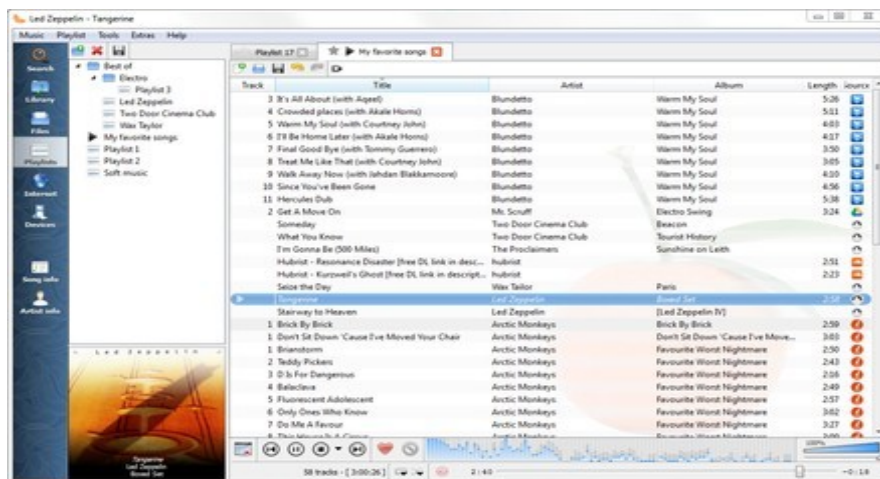 Led Zeppelin - Tangerine
Music Playlist Tools Extras Help
Search
Library
Files
Playlists
Internet
Devices
Song info
Artist info
Best of
Electro
Playlist 3
Led Zeppelin
Two Door Cinema Club
Wax Taylor
My favorite songs
Playlist 1
Playlist 2
Soft music
Led Zeppelin
Tangerine
Led Zeppelin
Boxed Set
Playlist 17 My favorite songs
Track Title Artist Album Length Source
3 It's All About (with Aqeel) Blundetto Warm My Soul 5:26
4 Crowded places (with Akale Horns) Blundetto Warm My Soul 5:11
5 Warm My Soul (with Courtney John) Blundetto Warm My Soul 4:03
6 I'll Be Home Later (with Akale Horns) Blundetto Warm My Soul 4:17
7 Final Good Bye (with Tommy Guerrero) Blundetto Warm My Soul 3:50
8 Treat Me Like That (with Courtney John) Blundetto Warm My Soul 3:05
9 Walk Away Now (with Jahdan Blakkamoore) Blundetto Warm My Soul 4:10
10 Since You've Been Gone Blundetto Warm My Soul 4:56
11 Hercules Dub Blundetto Warm My Soul 5:38
2 Get A Move On Mr. Scruff Electro Swing 3:24
Someday Two Door Cinema Club Beacon
What You Know Two Door Cinema Club Tourist History
I'm Gonna Be (500 Miles) The Proclaimers Sunshine on Leith
Hubrist - Resonance Disaster [free DL link in desc... hubrist 2:51
Hubrist - Kurzweil's Ghost [free DL link in descript... hubrist 2:23
Seize the Day Wax Tailor Paris
Tangerine Led Zeppelin Boxed Set 2:58
Stairway to Heaven Led Zeppelin [Led Zeppelin IV]
1 Brick By Brick Arctic Monkeys Brick By Brick 2:59
1 Don't Sit Down 'Cause I've Moved Your Chair Arctic Monkeys Don't Sit Down 'Cause I've Move... 3:03
1 Brianstorm Arctic Monkeys Favourite Worst Nightmare 2:50
2 Teddy Pickers Arctic Monkeys Favourite Worst Nightmare 2:43
3 D Is For Dangerous Arctic Monkeys Favourite Worst Nightmare 2:16
4 Balaclava Arctic Monkeys Favourite Worst Nightmare 2:49
5 Fluorescent Adolescent Arctic Monkeys Favourite Worst Nightmare 2:57
6 Only Ones Who Know Arctic Monkeys Favourite Worst Nightmare 3:02
7 Do Me A Favour Arctic Monkeys Favourite Worst Nightmare 3:27
100%
58 tracks - [ 3:00:26 ] 2:40 -0:18